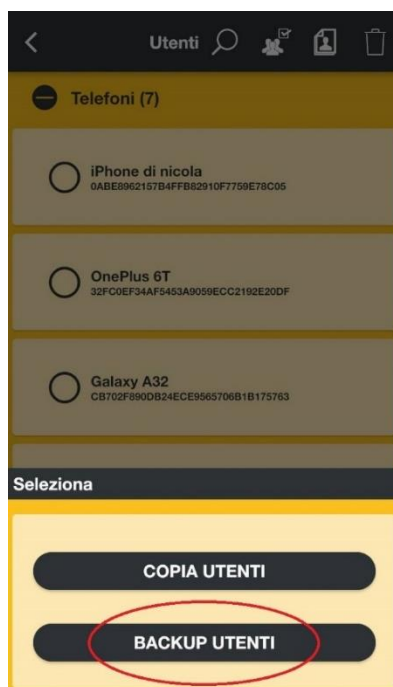 Utenti
Telefoni (7)
iPhone di nicola
0ABE8962157B4FFB82910F7759E78C05
OnePlus 6T
32FC0EF34AF5453A9059ECC2192E20DF
Galaxy A32
CB702F890DB24ECE9565706B1B175763
Seleziona
COPIA UTENTI
BACKUP UTENTI